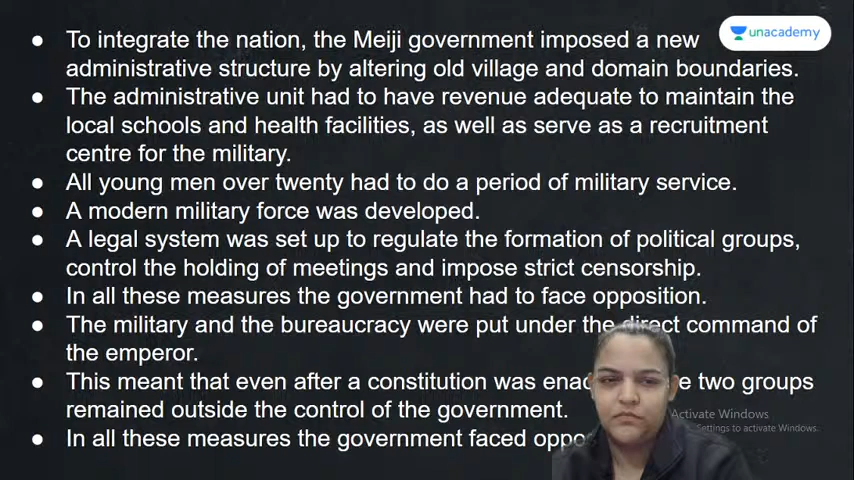 unacademy
● To integrate the nation, the Meiji government imposed a new
administrative structure by altering old village and domain boundaries.
● The administrative unit had to have revenue adequate to maintain the
local schools and health facilities, as well as serve as a recruitment
centre for the military.
● All young men over twenty had to do a period of military service.
● A modern military force was developed.
● A legal system was set up to regulate the formation of political groups,
control the holding of meetings and impose strict censorship.
● In all these measures the government had to face opposition.
● The military and the bureaucracy were put under the direct command of
the emperor.
● This meant that even after a constitution was two groups
remained outside the control of the government.
● In all these measures the government faced
Activate Windows
Settings to activate Windows.